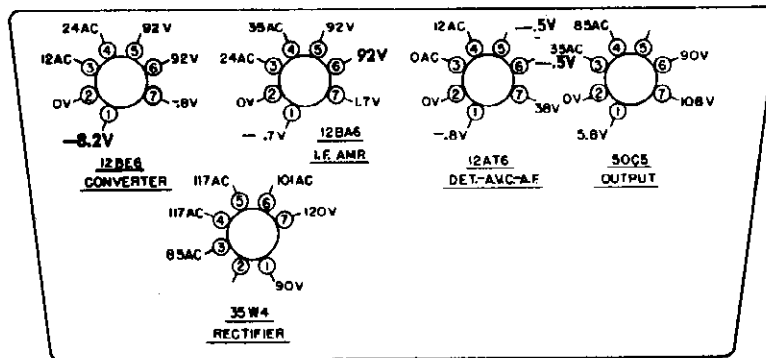 24AC 92V
12AC 92V
0V .8V
-8.2V
4 5 3 6 2 7 1
12BE6
CONVERTER
35AC 92V
24AC 92V
0V 1.7V
-.7V
4 5 3 6 2 7 1
12BA6
I.F. AMP.
12AC -.5V
0AC -.5V
0V 38V
-.8V
4 5 3 6 2 7 1
12AT6
DET.-A.V.C.-A.F.
85AC
35AC 90V
0V 108V
5.8V
4 5 3 6 2 7 1
50C5
OUTPUT
117AC 101AC
117AC 120V
85AC
90V
5 6 4 7 3 2 1
35W4
RECTIFIER